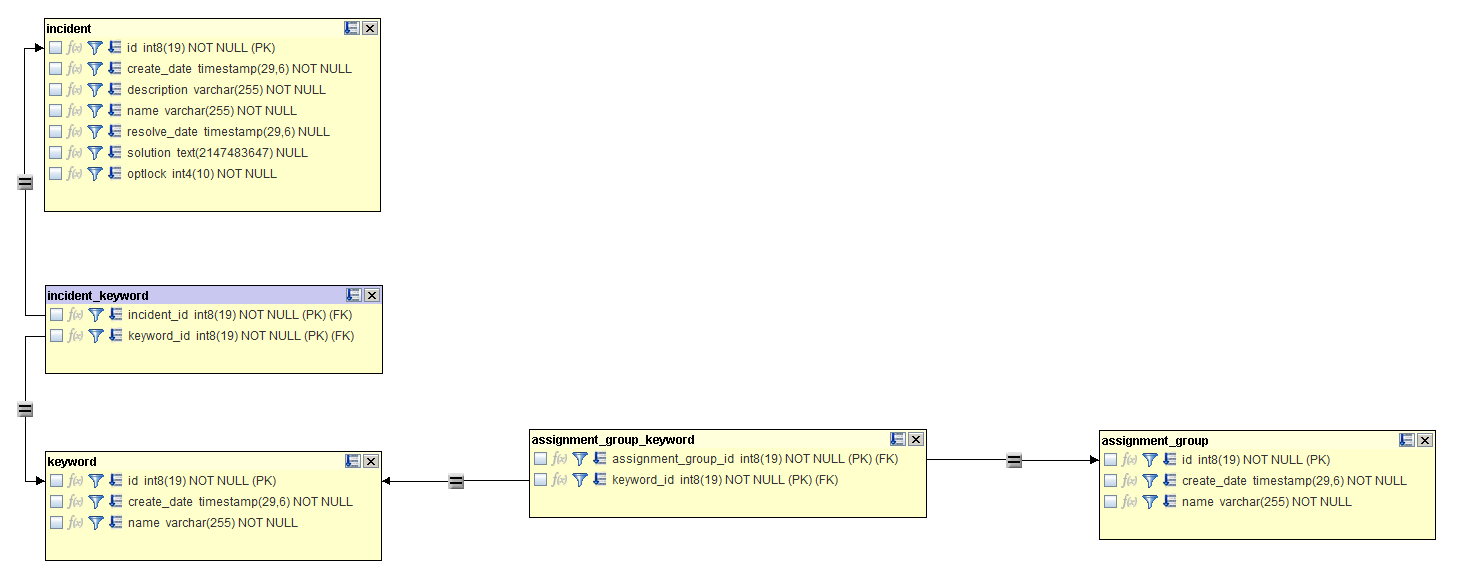 incident
id int8(19) NOT NULL (PK)
create_date timestamp(29,6) NOT NULL
description varchar(255) NOT NULL
name varchar(255) NOT NULL
resolve_date timestamp(29,6) NULL
solution text(2147483647) NULL
optlock int4(10) NOT NULL
incident_keyword
incident_id int8(19) NOT NULL (PK) (FK)
keyword_id int8(19) NOT NULL (PK) (FK)
keyword
id int8(19) NOT NULL (PK)
create_date timestamp(29,6) NOT NULL
name varchar(255) NOT NULL
assignment_group_keyword
assignment_group_id int8(19) NOT NULL (PK) (FK)
keyword_id int8(19) NOT NULL (PK) (FK)
assignment_group
id int8(19) NOT NULL (PK)
create_date timestamp(29,6) NOT NULL
name varchar(255) NOT NULL